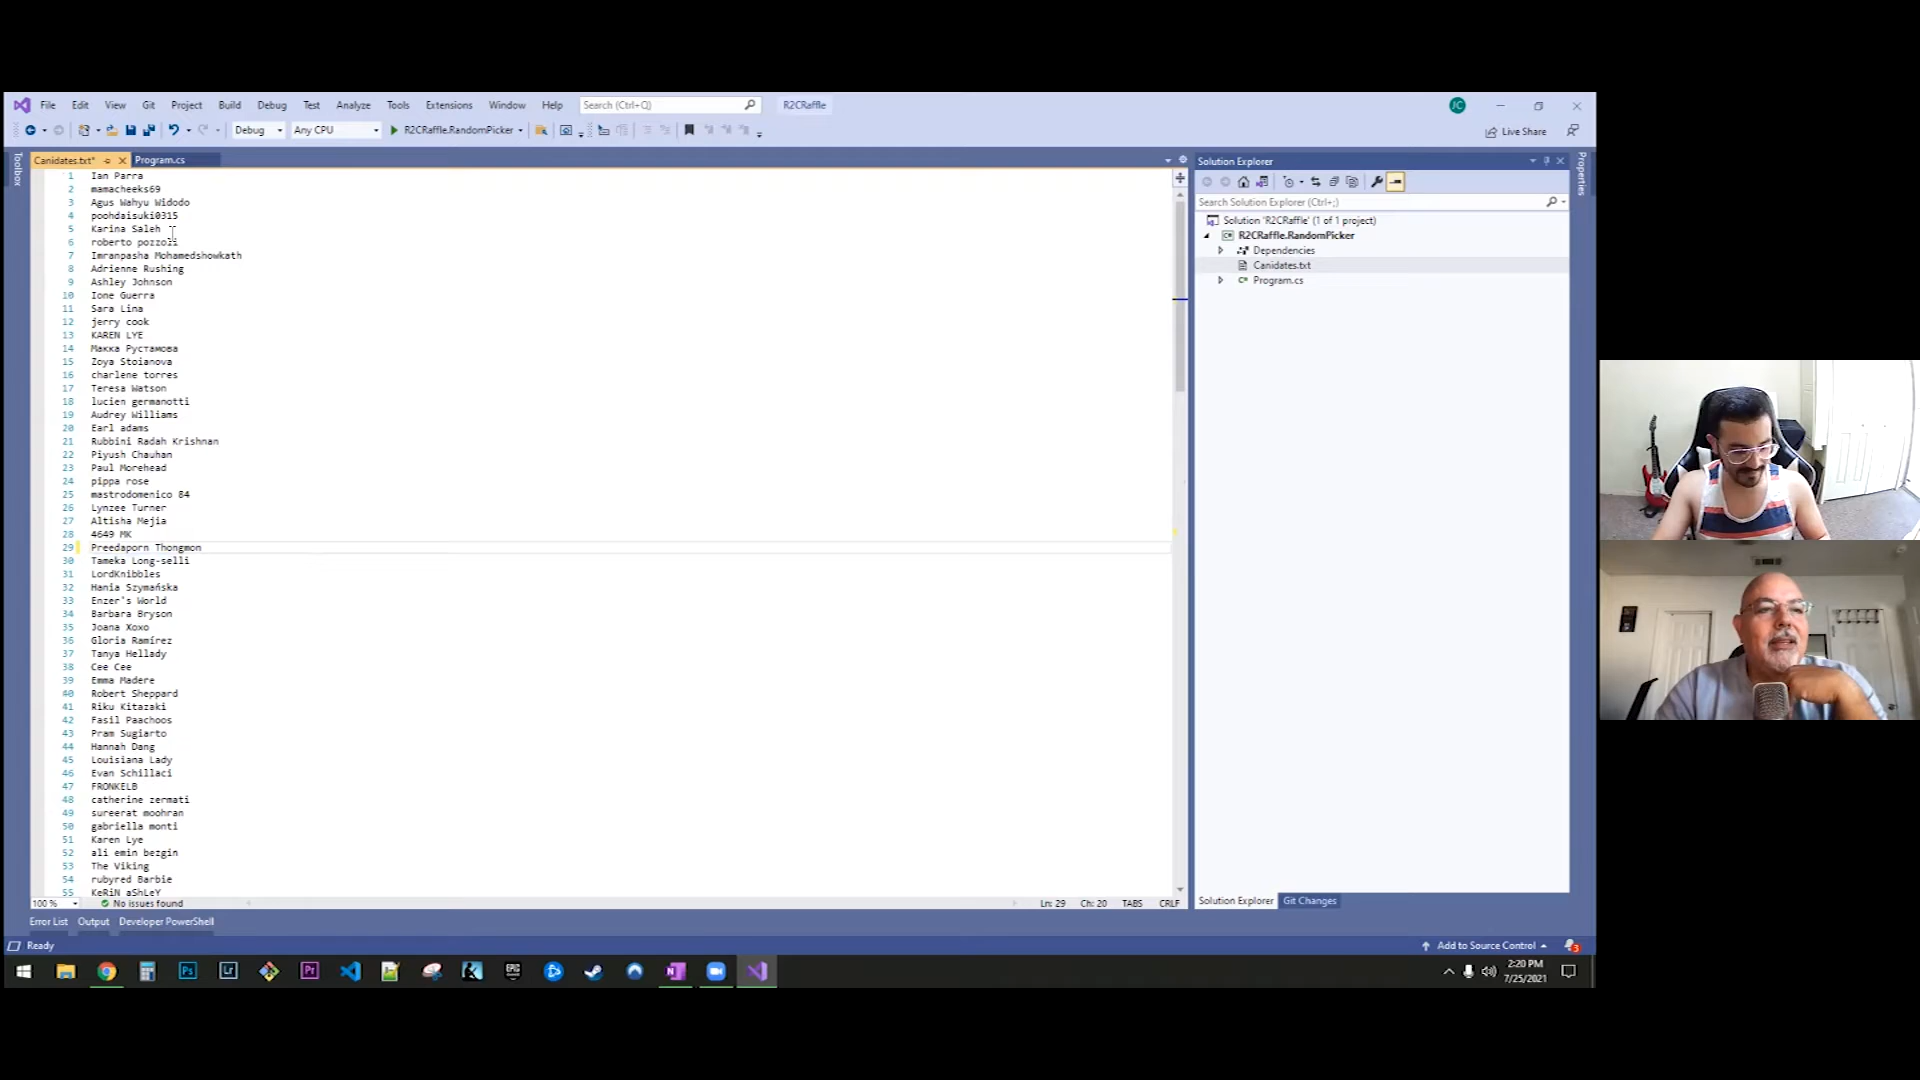 File Edit View Git Project Build Debug Test Analyze Tools Extensions Window Help Search (Ctrl+Q) R2CRaffle JC
Debug Any CPU R2CRaffle.RandomPicker Live Share
Toolbox
Canidates.txt* Program.cs
1 Ian Parra
2 mamacheeks69
3 Agus Wahyu Widodo
4 poohdaisuki0315
5 Karina Saleh
6 roberto pozzoli
7 Imranpasha Mohamedshowkath
8 Adrienne Rushing
9 Ashley Johnson
10 Ione Guerra
11 Sara Lina
12 jerry cook
13 KAREN LYE
14 Макка Рустамова
15 Zoya Stoianova
16 charlene torres
17 Teresa Watson
18 lucien germanotti
19 Audrey Williams
20 Earl adams
21 Rubbini Radah Krishnan
22 Piyush Chauhan
23 Paul Morehead
24 pippa rose
25 mastrodomenico 84
26 Lynzee Turner
27 Altisha Mejia
28 4649 MK
29 Preedaporn Thongmon
30 Tameka Long-selli
31 LordKnibbles
32 Hania Szymańska
33 Enzer's World
34 Barbara Bryson
35 Joana Xoxo
36 Gloria Ramírez
37 Tanya Hellady
38 Cee Cee
39 Emma Madere
40 Robert Sheppard
41 Riku Kitazaki
42 Fasil Paachoos
43 Pram Sugiarto
44 Hannah Dang
45 Louisiana Lady
46 Evan Schillaci
47 FRONKELB
48 catherine zermati
49 sureerat moohran
50 gabriella monti
51 Karen Lye
52 ali emin bezgin
53 The Viking
54 rubyred Barbie
55 KeRiN aShLeY
100 % No issues found Ln: 29 Ch: 20 TABS CRLF
Solution Explorer
Search Solution Explorer (Ctrl+;)
Solution 'R2CRaffle' (1 of 1 project)
R2CRaffle.RandomPicker
Dependencies
Canidates.txt
Program.cs
Solution Explorer Git Changes
Properties
Error List Output Developer PowerShell
Ready Add to Source Control 3
Ps Lr Pr EPIC N
2:20 PM
7/25/2021